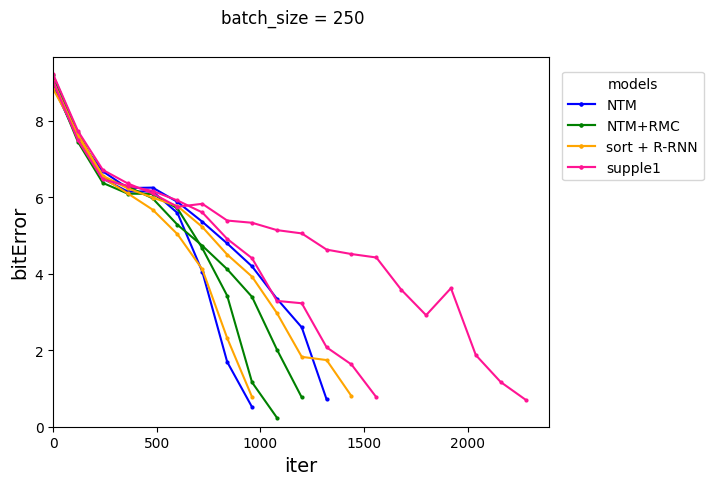 batch_size = 250
models
NTM
NTM+RMC
sort + R-RNN
supple1
bitError
8
6
4
2
0
0 500 1000 1500 2000
iter